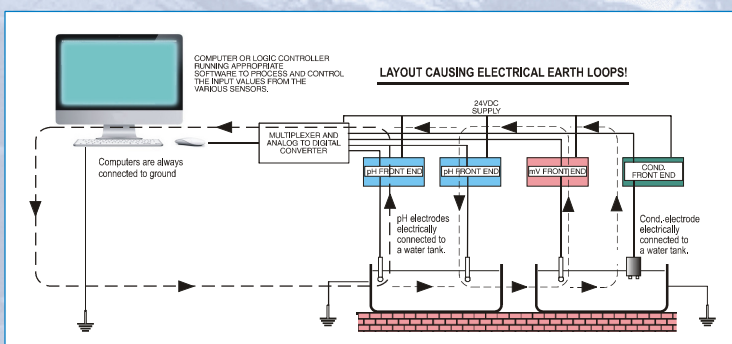 COMPUTER OR LOGIC CONTROLLER
RUNNING APPROPRIATE
SOFTWARE TO PROCESS AND CONTROL
THE INPUT VALUES FROM THE
VARIOUS SENSORS.
LAYOUT CAUSING ELECTRICAL EARTH LOOPS!
24VDC
SUPPLY
MULTIPLEXER AND
ANALOG TO DIGITAL
CONVERTER
Computers are always
connected to ground
pH FRONT END
pH FRONT END
mV FRONT END
COND.
FRONT END
pH electrodes
electrically
connected to
a water tank.
Cond.-electrode
electrically
connected to
a water tank.